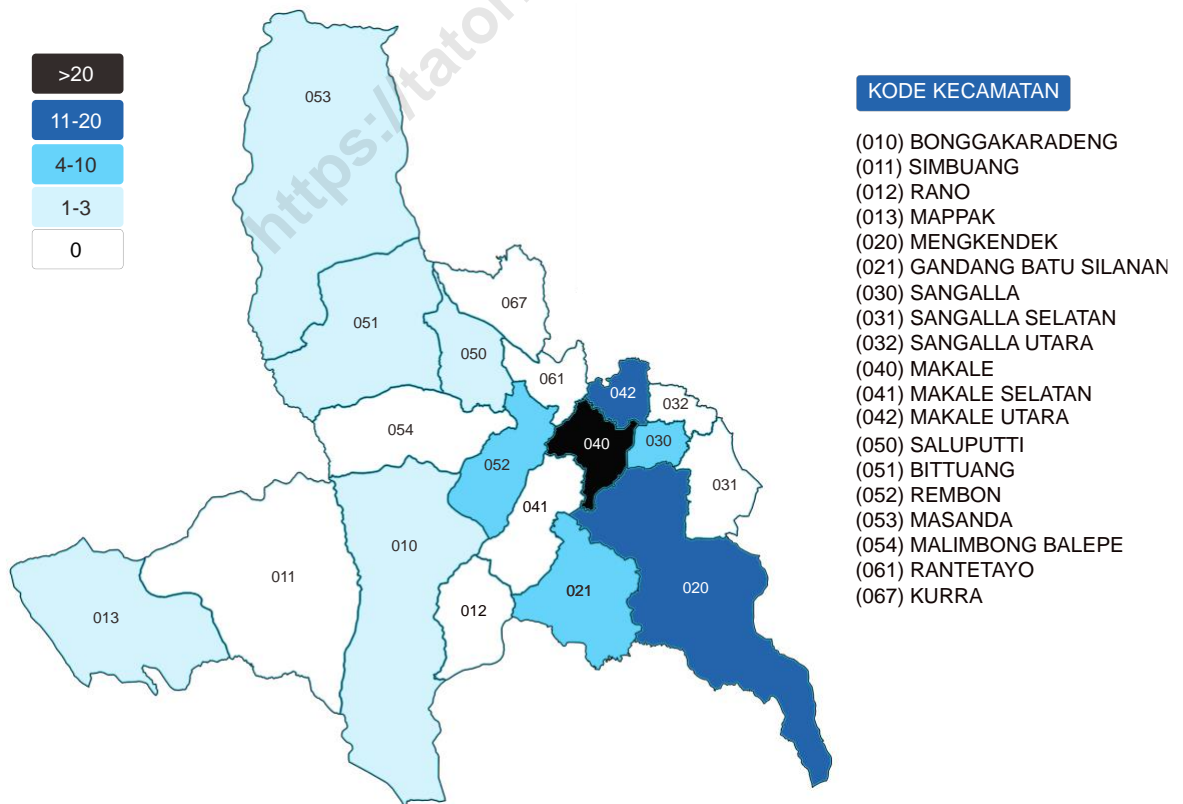 >20
11-20
4-10
1-3
0
https://tator
053
067
051
050
061
042
032
054
040
030
052
031
041
010
011
021
020
012
013
KODE KECAMATAN
(010) BONGGAKARADENG
(011) SIMBUANG
(012) RANO
(013) MAPPAK
(020) MENGKENDEK
(021) GANDANG BATU SILANAN
(030) SANGALLA
(031) SANGALLA SELATAN
(032) SANGALLA UTARA
(040) MAKALE
(041) MAKALE SELATAN
(042) MAKALE UTARA
(050) SALUPUTTI
(051) BITTUANG
(052) REMBON
(053) MASANDA
(054) MALIMBONG BALEPE
(061) RANTETAYO
(067) KURRA